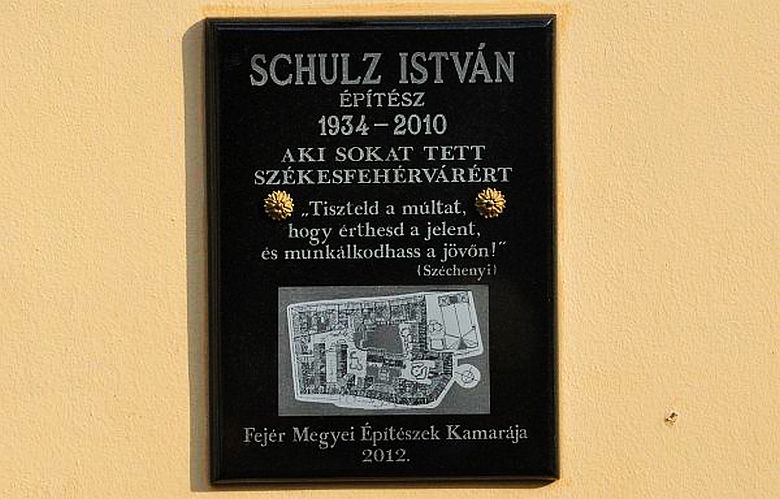 SCHULZ ISTVÁN
ÉPÍTÉSZ
1934 – 2010
AKI SOKAT TETT
SZÉKESFEHÉRVÁRÉRT
„Tiszteld a múltat,
hogy érthesd a jelent,
és munkálkodhass a jövőn!”
(Széchenyi)
Fejér Megyei Építészek Kamarája
2012.